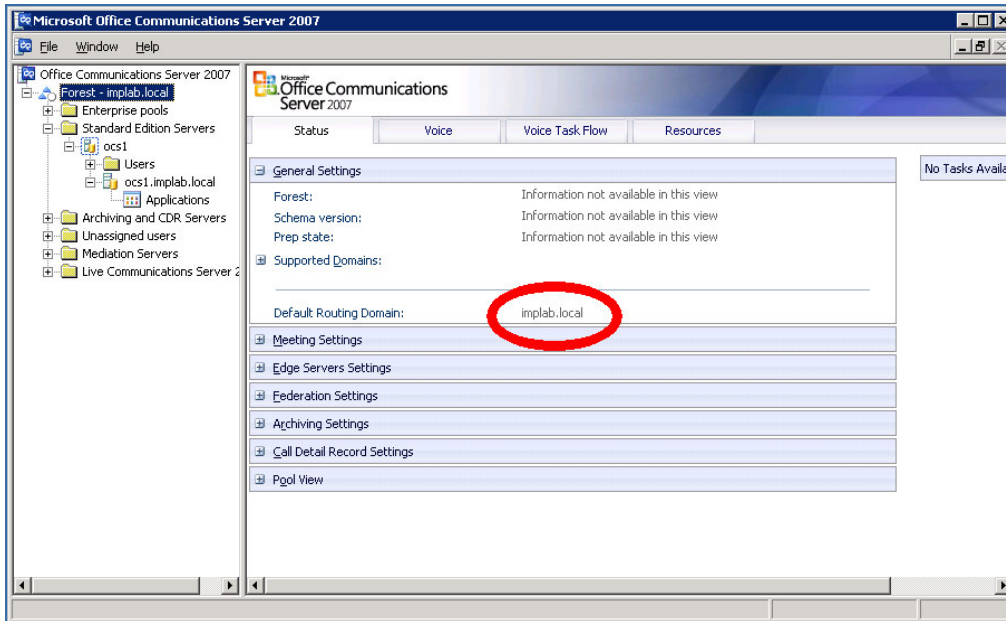 Microsoft Office Communications Server 2007
File Window Help
Office Communications Server 2007
Forest - implab.local
Enterprise pools
Standard Edition Servers
ocs1
Users
ocs1.implab.local
Applications
Archiving and CDR Servers
Unassigned users
Mediation Servers
Live Communications Server 2
Microsoft
Office Communications
Server 2007
Status Voice Voice Task Flow Resources
General Settings
Forest: Information not available in this view
Schema version: Information not available in this view
Prep state: Information not available in this view
Supported Domains:
Default Routing Domain: implab.local
Meeting Settings
Edge Servers Settings
Federation Settings
Archiving Settings
Call Detail Record Settings
Pool View
No Tasks Availa